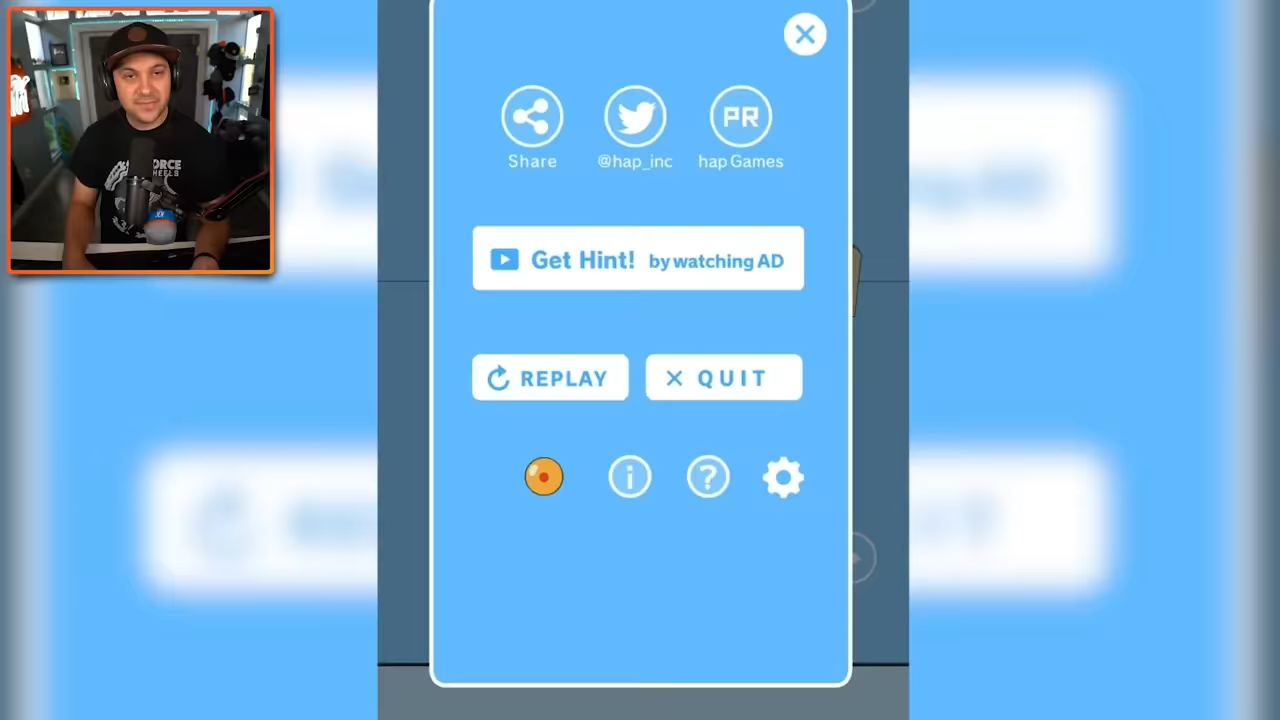 Share
@hap_inc
PR
hap Games
Get Hint! by watching AD
REPLAY
QUIT